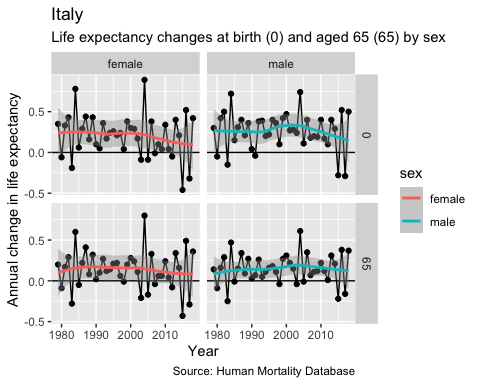 Italy
Life expectancy changes at birth (0) and aged 65 (65) by sex
female
male
Annual change in life expectancy
0.5
0.0
-0.5
0
sex
female
male
0.5
0.0
-0.5
65
1980 1990 2000 2010 1980 1990 2000 2010
Year
Source: Human Mortality Database